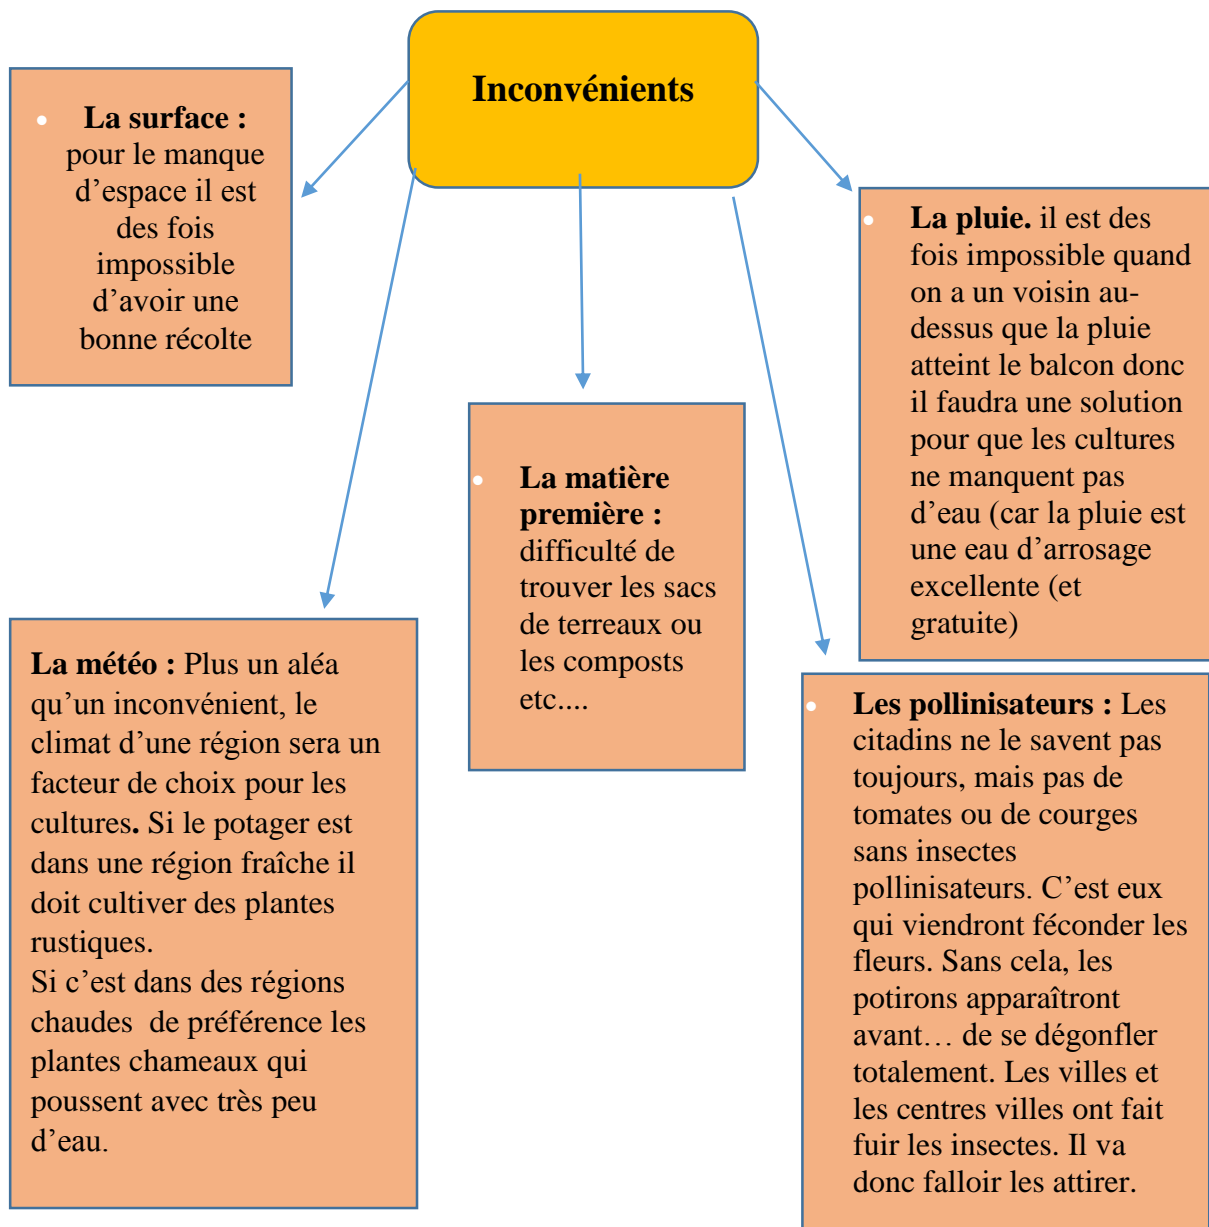 Inconvénients
La surface :
pour le manque
d’espace il est
des fois
impossible
d’avoir une
bonne récolte
La pluie. il est des
fois impossible quand
on a un voisin au-
dessus que la pluie
atteint le balcon donc
il faudra une solution
pour que les cultures
ne manquent pas
d’eau (car la pluie est
une eau d’arrosage
excellente (et
gratuite)
La matière
première :
difficulté de
trouver les sacs
de terreaux ou
les composts
etc....
La météo : Plus un aléa
qu’un inconvénient, le
climat d’une région sera un
facteur de choix pour les
cultures. Si le potager est
dans une région fraîche il
doit cultiver des plantes
rustiques.
Si c’est dans des régions
chaudes  de préférence les
plantes chameaux qui
poussent avec très peu
d’eau.
Les pollinisateurs : Les
citadins ne le savent pas
toujours, mais pas de
tomates ou de courges
sans insectes
pollinisateurs. C’est eux
qui viendront féconder les
fleurs. Sans cela, les
potirons apparaîtront
avant… de se dégonfler
totalement. Les villes et
les centres villes ont fait
fuir les insectes. Il va
donc falloir les attirer.